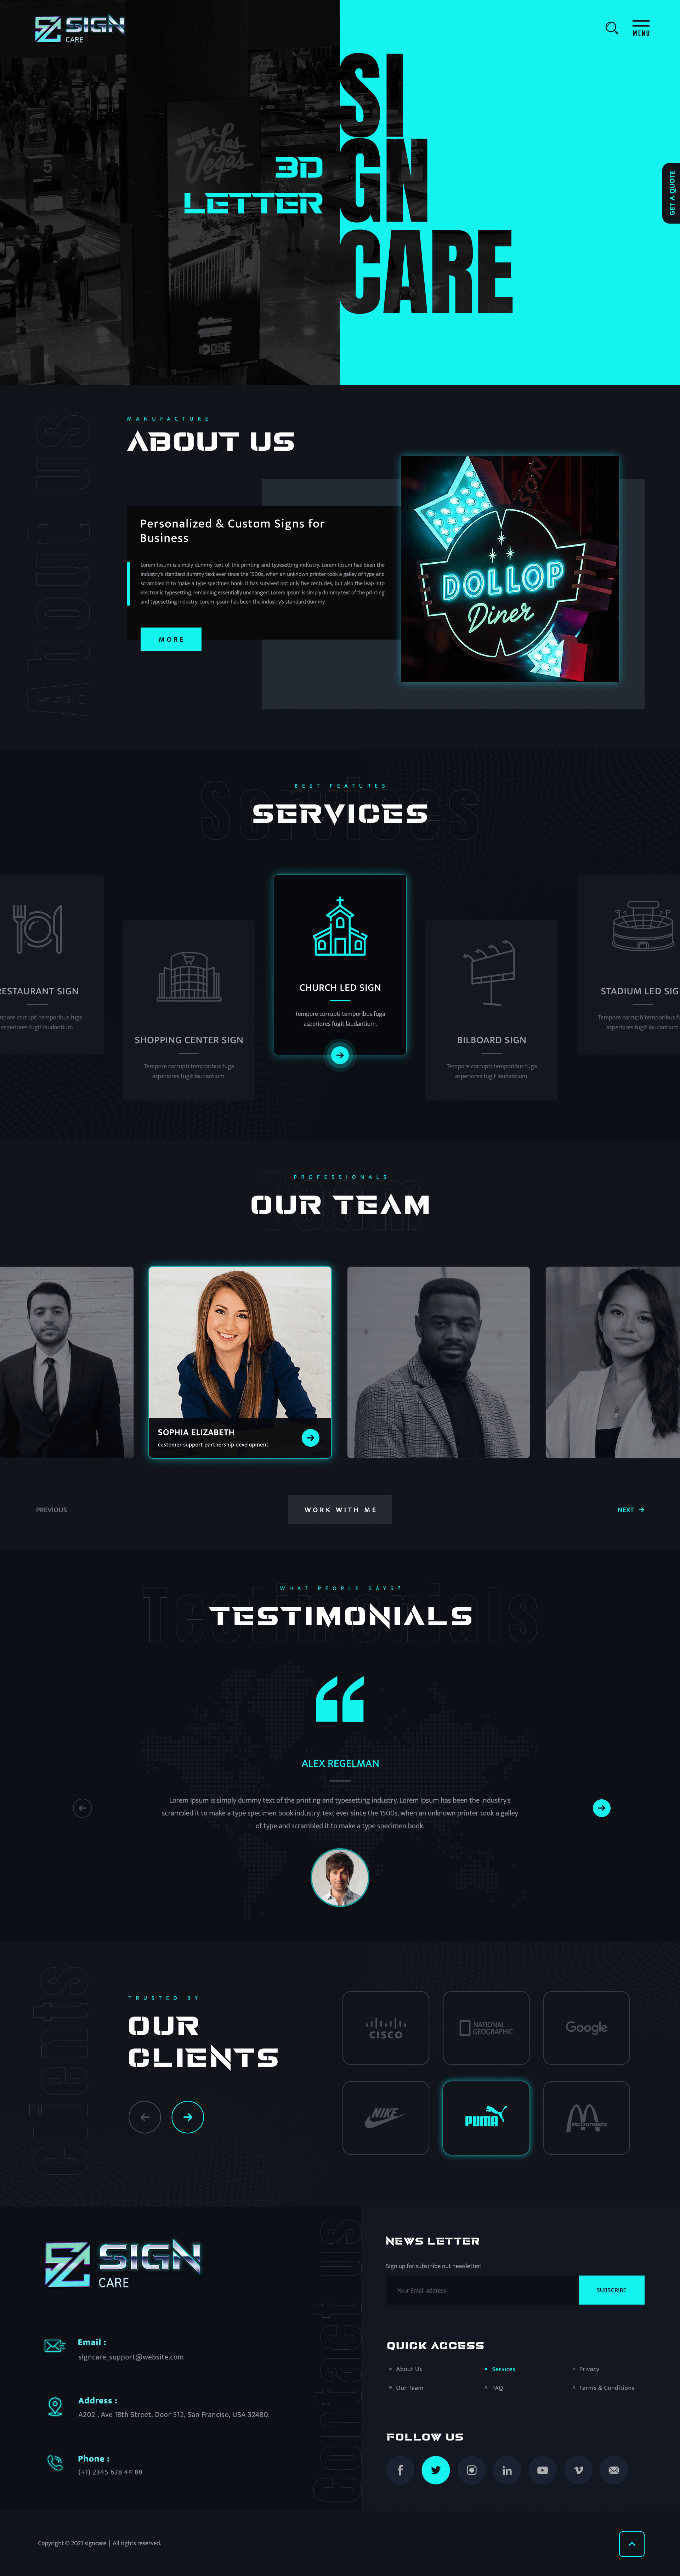 SIGN
CARE
MENU
5
WELCOME
Las
Vegas
3D
LETTER
DSE
SI
GN
CARE
GET A QUOTE
MANUFACTURE
ABOUT US
About us
Personalized & Custom Signs for
Business
Lorem Ipsum is simply dummy text of the printing and typesetting industry. Lorem Ipsum has been the
industry's standard dummy text ever since the 1500s, when an unknown printer took a galley of type and
scrambled it to make a type specimen book. It has survived not only five centuries, but also the leap into
electronic typesetting, remaining essentially unchanged. Lorem Ipsum is simply dummy text of the printing
and typesetting industry. Lorem Ipsum has been the industry's standard dummy.
MORE
DOLLOP
Diner
BEST FEATURES
Services
SERVICES
RESTAURANT SIGN
Tempore corrupti temporibus fuga
asperiores fugit laudantium.
SHOPPING CENTER SIGN
Tempore corrupti temporibus fuga
asperiores fugit laudantium.
CHURCH LED SIGN
Tempore corrupti temporibus fuga
asperiores fugit laudantium.
BILBOARD SIGN
Tempore corrupti temporibus fuga
asperiores fugit laudantium.
STADIUM LED SIG
Tempore corrupti temporibus fu
asperiores fugit laudantium.
PROFESSIONALS
Team
OUR TEAM
SOPHIA ELIZABETH
customer support partnership development
PREVIOUS
WORK WITH ME
NEXT
WHAT PEOPLE SAYS?
Testimonials
TESTIMONIALS
ALEX REGELMAN
Lorem Ipsum is simply dummy text of the printing and typesetting industry. Lorem Ipsum has been the industry's
scrambled it to make a type specimen book.industry. text ever since the 1500s, when an unknown printer took a galley
of type and scrambled it to make a type specimen book.
Clients
TRUSTED BY
OUR
CLIENTS
CISCO
NATIONAL
GEOGRAPHIC
Google
NIKE
PUMA
McDonald's
SIGN
CARE
Email :
signcare_support@website.com
Address :
A202 , Ave 18th Street, Door 512, San Franciso, USA 32480.
Phone :
(+1) 2345 678 44 88
Contact us
NEWS LETTER
Sign up for subscribe out newsletter!
Your Email address
SUBSCRIBE
QUICK ACCESS
About Us
Services
Privacy
Our Team
FAQ
Terms & Conditions
FOLLOW US
Copyright © 2021 signcare | All rights reserved.